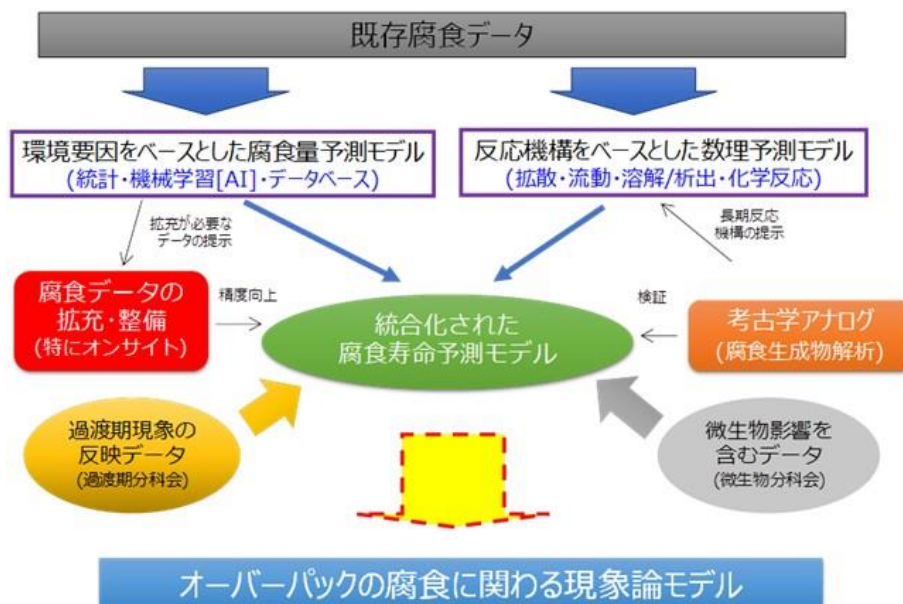 既存腐食データ
環境要因をベースとした腐食量予測モデル
(統計・機械学習[AI]・データベース)
反応機構をベースとした数理予測モデル
(拡散・流動・溶解/析出・化学反応)
拡充が必要な
データの提示
長期反応
機構の提示
腐食データの
拡充・整備
(特にオンサイト)
精度向上
統合化された
腐食寿命予測モデル
検証
考古学アナログ
(腐食生成物解析)
過渡期現象の
反映データ
(過渡期分科会)
微生物影響を
含むデータ
(微生物分科会)
オーバーパックの腐食に関わる現象論モデル